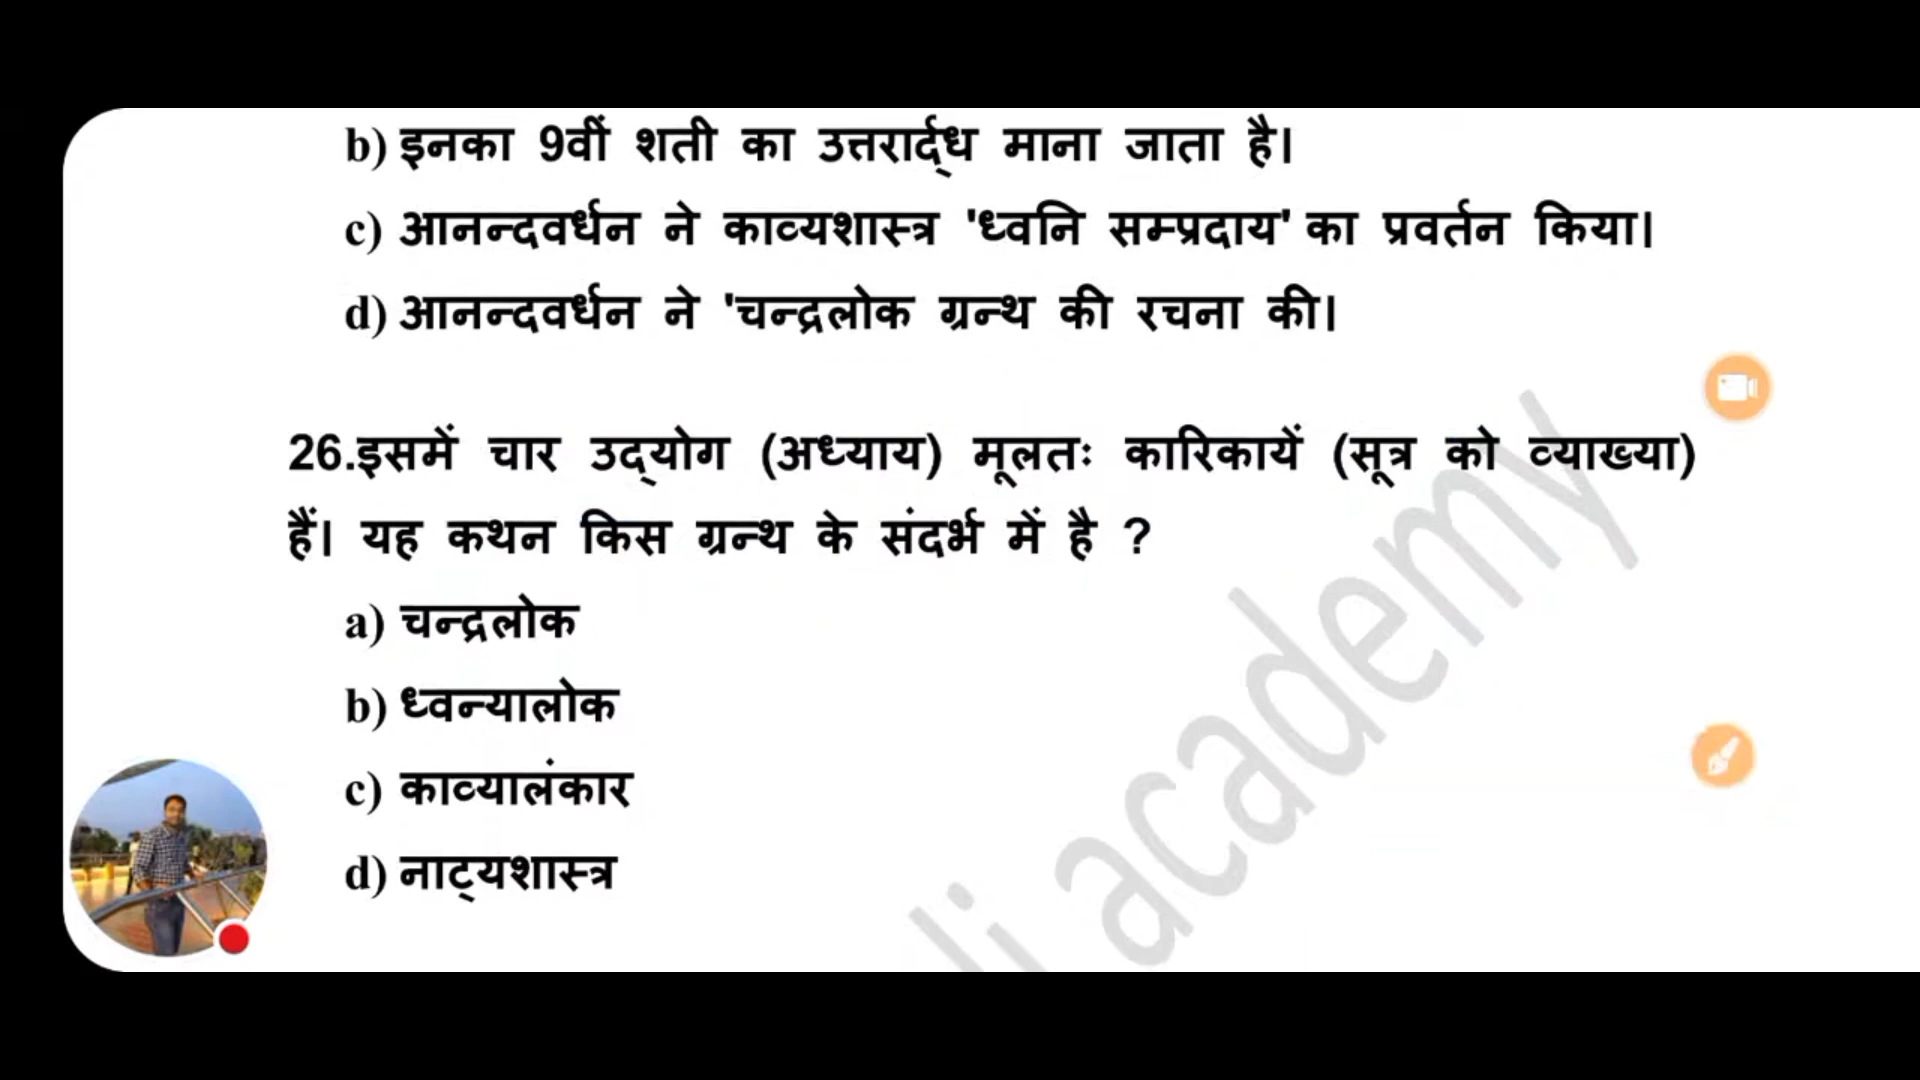 b) इनका 9वीं शती का उत्तरार्द्ध माना जाता है।
c) आनन्दवर्धन ने काव्यशास्त्र 'ध्वनि सम्प्रदाय' का प्रवर्तन किया।
d) आनन्दवर्धन ने 'चन्द्रलोक ग्रन्थ की रचना की।
26.इसमें चार उद्योग (अध्याय) मूलतः कारिकायें (सूत्र को व्याख्या)
हैं। यह कथन किस ग्रन्थ के संदर्भ में है ?
a) चन्द्रलोक
b) ध्वन्यालोक
c) काव्यालंकार
d) नाट्यशास्त्र
academy